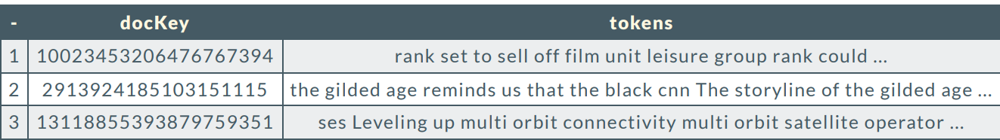 - docKey tokens
1 10023453206476767394 rank set to sell off film unit leisure group rank could ...
2 2913924185103151115 the gilded age reminds us that the black cnn The storyline of the gilded age ...
3 13118855393879759351 ses Leveling up multi orbit connectivity multi orbit satellite operator ...